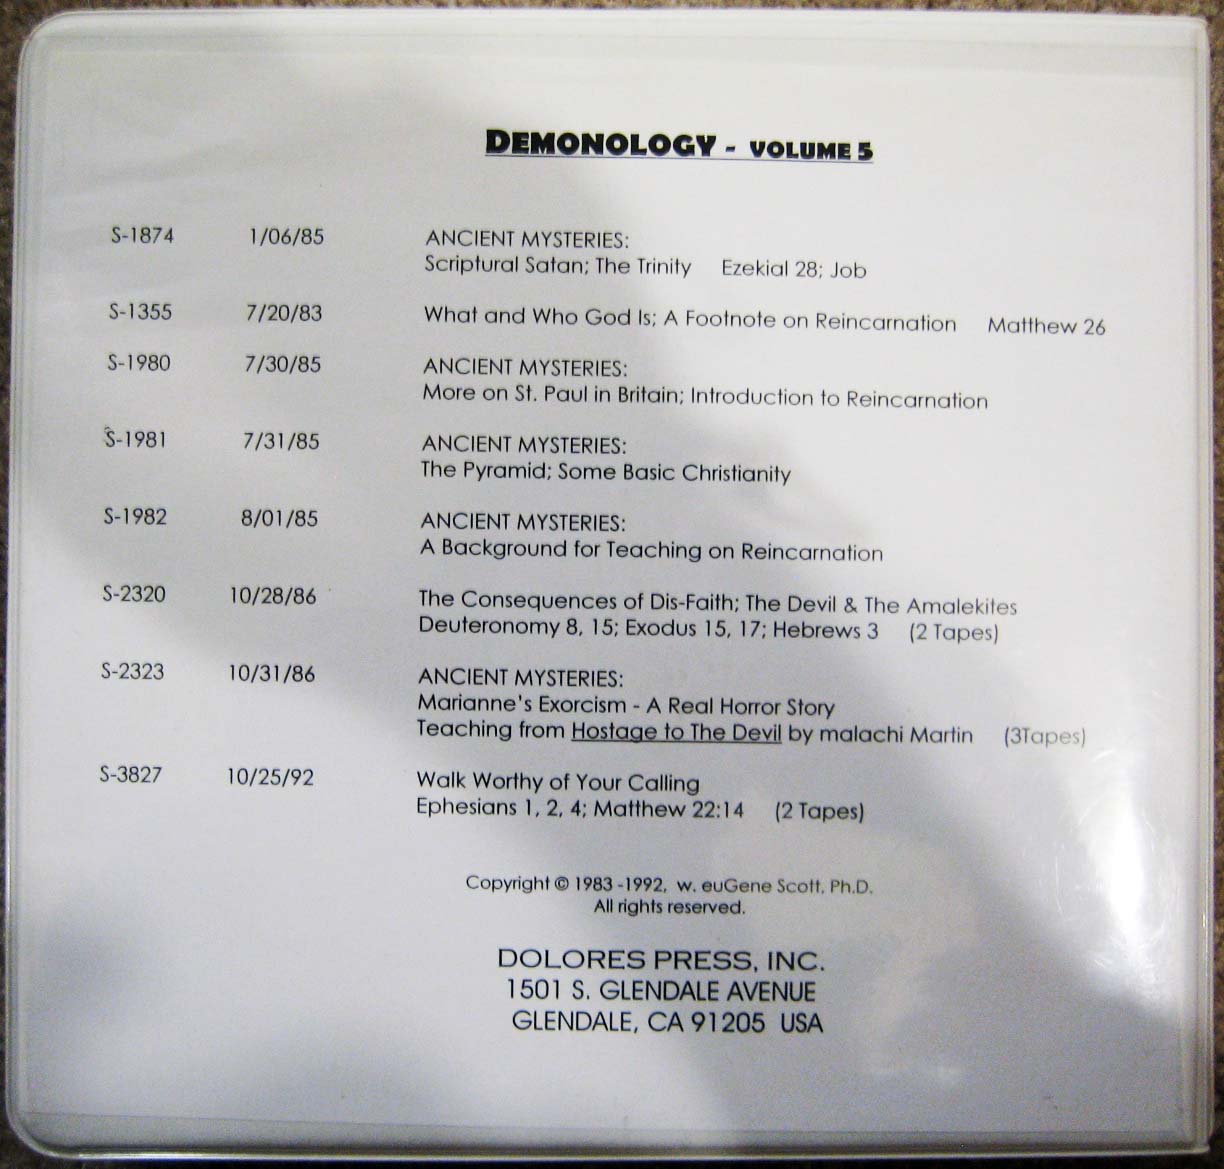 DEMONOLOGY - VOLUME 5
S-1874 1/06/85 ANCIENT MYSTERIES:
Scriptural Satan; The Trinity Ezekial 28; Job
S-1355 7/20/83 What and Who God Is; A Footnote on Reincarnation Matthew 26
S-1980 7/30/85 ANCIENT MYSTERIES:
More on St. Paul in Britain; Introduction to Reincarnation
S-1981 7/31/85 ANCIENT MYSTERIES:
The Pyramid; Some Basic Christianity
S-1982 8/01/85 ANCIENT MYSTERIES:
A Background for Teaching on Reincarnation
S-2320 10/28/86 The Consequences of Dis-Faith; The Devil & The Amalekites
Deuteronomy 8, 15; Exodus 15, 17; Hebrews 3 (2 Tapes)
S-2323 10/31/86 ANCIENT MYSTERIES:
Marianne's Exorcism - A Real Horror Story
Teaching from Hostage to The Devil by malachi Martin (3Tapes)
S-3827 10/25/92 Walk Worthy of Your Calling
Ephesians 1, 2, 4; Matthew 22:14 (2 Tapes)
Copyright © 1983 -1992, w. euGene Scott, Ph.D.
All rights reserved.
DOLORES PRESS, INC.
1501 S. GLENDALE AVENUE
GLENDALE, CA 91205 USA